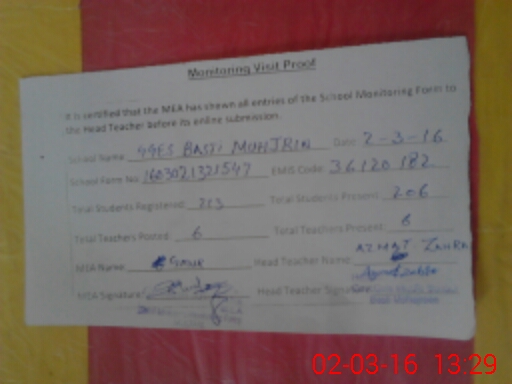 Monitoring Visit Proof
It is certified that the MEA has shown all entries of the School Monitoring Form to
the Head Teacher before its online submission.
School Name: GGES BASTI MUHJRIN Date: 2-3-16
School Form No: 1603021321547 EMIS Code: 36120182
Total Students Registered: 213 Total Students Present: 206
Total Teachers Posted: 6 Total Teachers Present: 6
MEA Name: Head Teacher Name: AZMAT ZAHRA
MEA Signature: Head Teacher Signature
02-03-16 13:29